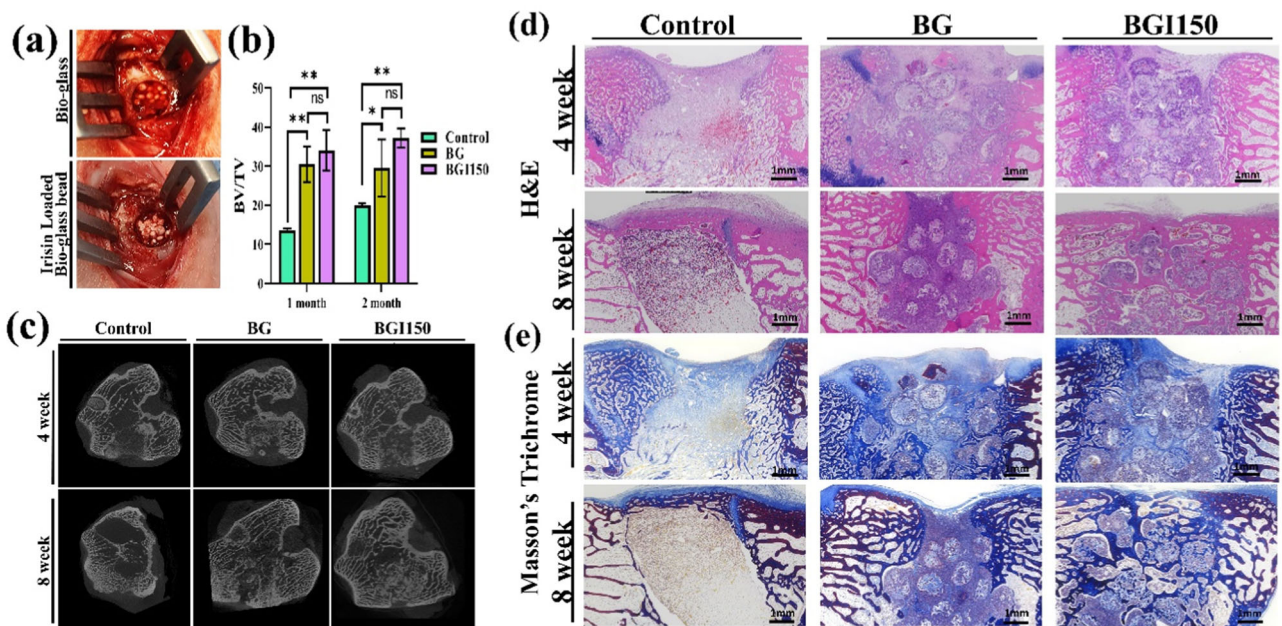 (a)
Bio-glass
Irisin Loaded
Bio-glass bead
(b)
BV/TV
50
40
30
20
10
0
**
ns
**
**
ns
*
1 month
2 month
Control
BG
BGI150
(c)
Control
BG
BGI150
4 week
8 week
(d)
Control
BG
BGI150
H&E
4 week
1mm
1mm
1mm
8 week
1mm
1mm
1mm
(e)
Masson's Trichrome
4 week
1mm
1mm
1mm
8 week
1mm
1mm
1mm